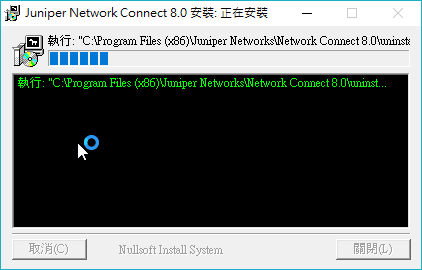 Juniper Network Connect 8.0 安裝: 正在安裝
執行: "C:\Program Files (x86)\Juniper Networks\Network Connect 8.0\uninsta
執行: "C:\Program Files (x86)\Juniper Networks\Network Connect 8.0\uninst...
取消(C)
Nullsoft Install System
關閉(L)